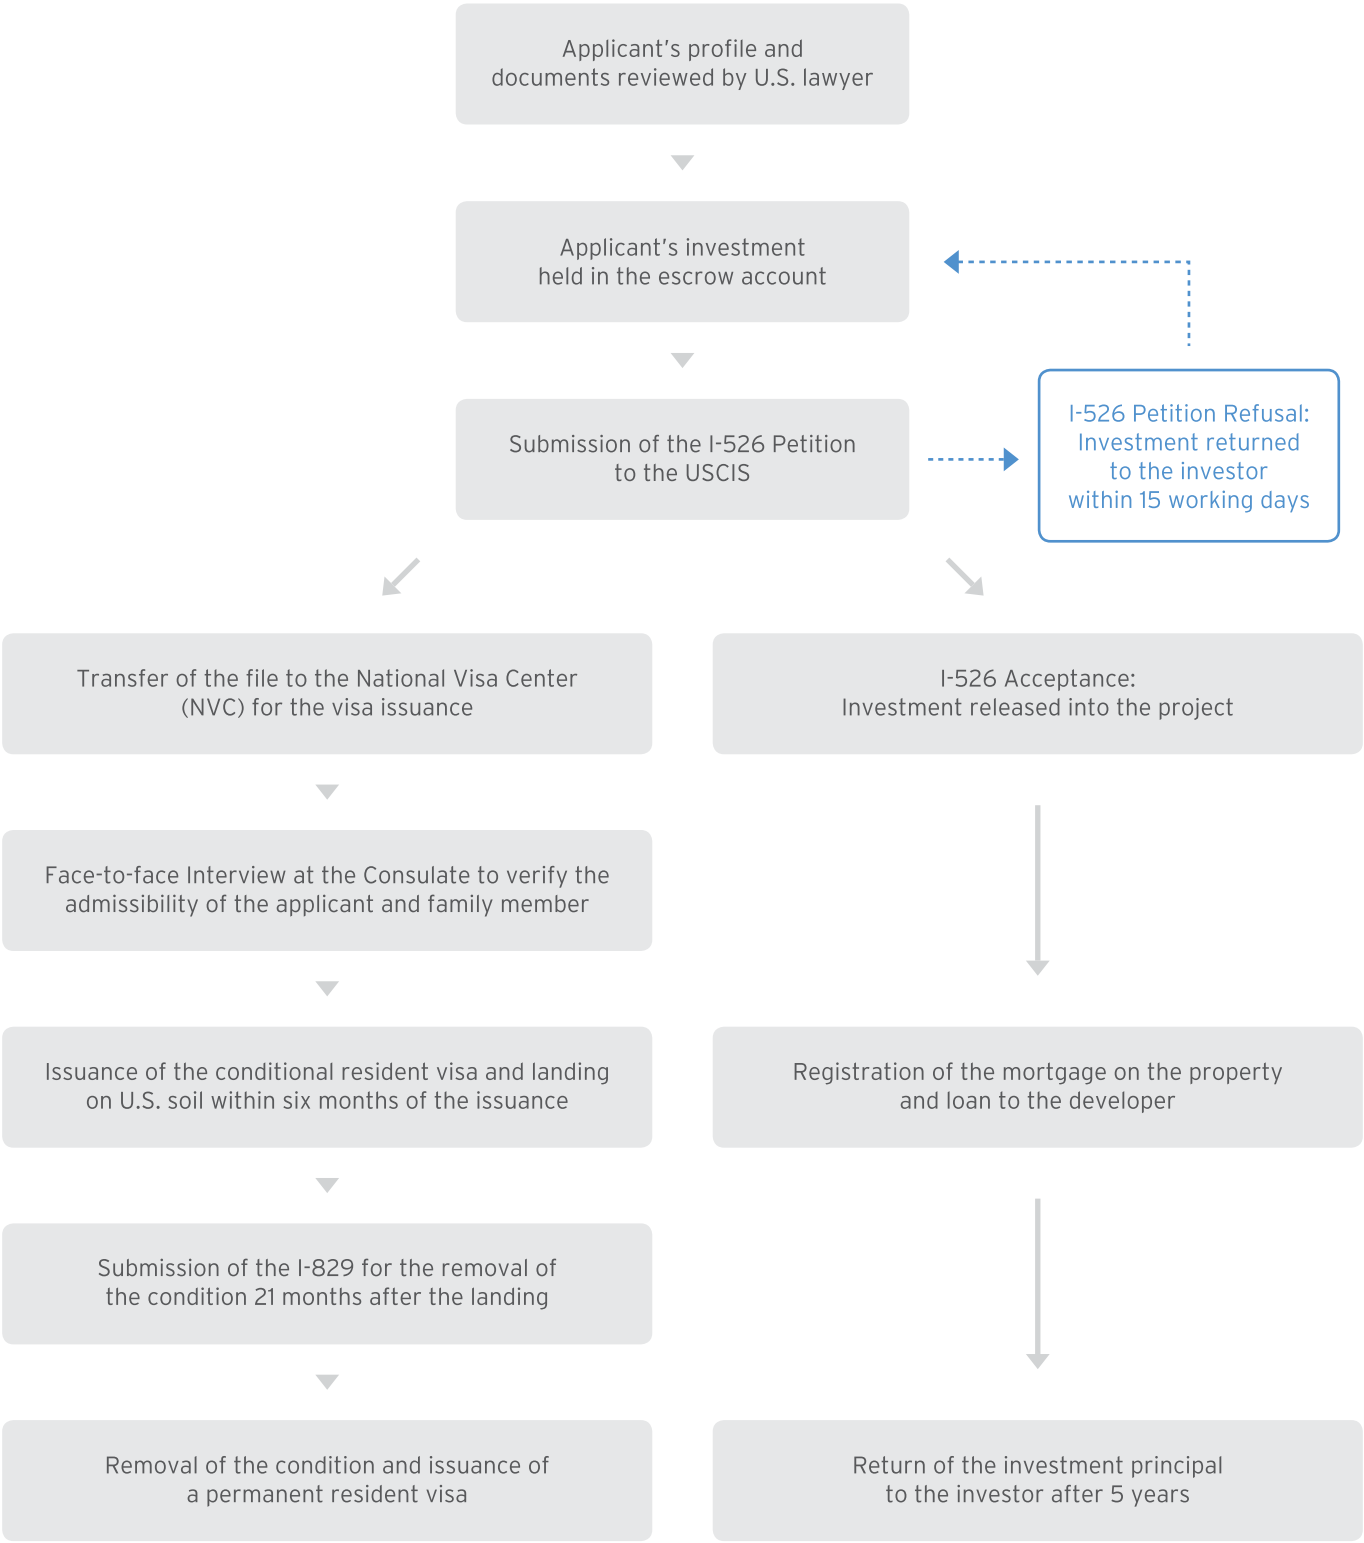 Applicant’s profile and
documents reviewed by U.S. lawyer
Applicant’s investment
held in the escrow account
Submission of the I-526 Petition
to the USCIS
I-526 Petition Refusal:
Investment returned
to the investor
within 15 working days
Transfer of the file to the National Visa Center
(NVC) for the visa issuance
I-526 Acceptance:
Investment released into the project
Face-to-face Interview at the Consulate to verify the
admissibility of the applicant and family member
Issuance of the conditional resident visa and landing
on U.S. soil within six months of the issuance
Registration of the mortgage on the property
and loan to the developer
Submission of the I-829 for the removal of
the condition 21 months after the landing
Removal of the condition and issuance of
a permanent resident visa
Return of the investment principal
to the investor after 5 years